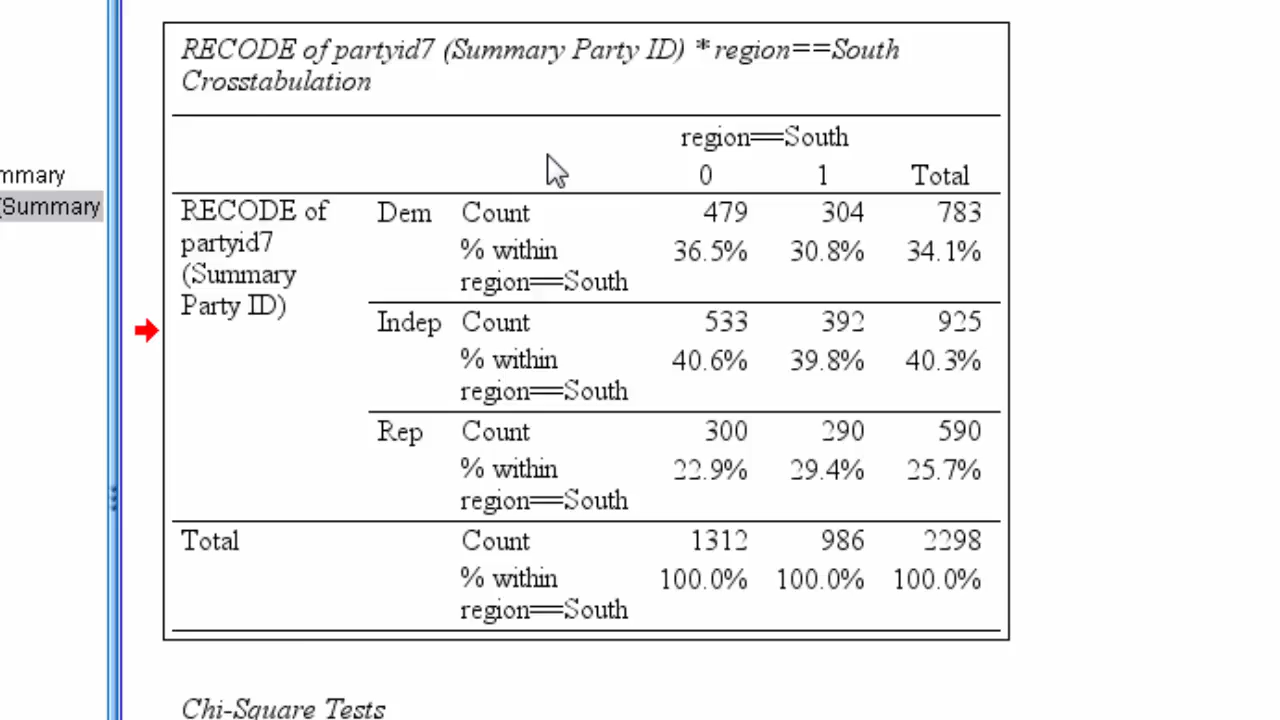 RECODE of partyid7 (Summary Party ID) * region==South
Crosstabulation
region==South
0 1 Total
mmary
(Summary
RECODE of Dem Count 479 304 783
partyid7 % within 36.5% 30.8% 34.1%
(Summary region==South
Party ID) Indep Count 533 392 925
% within 40.6% 39.8% 40.3%
region==South
Rep Count 300 290 590
% within 22.9% 29.4% 25.7%
region==South
Total Count 1312 986 2298
% within 100.0% 100.0% 100.0%
region==South
Chi-Square Tests